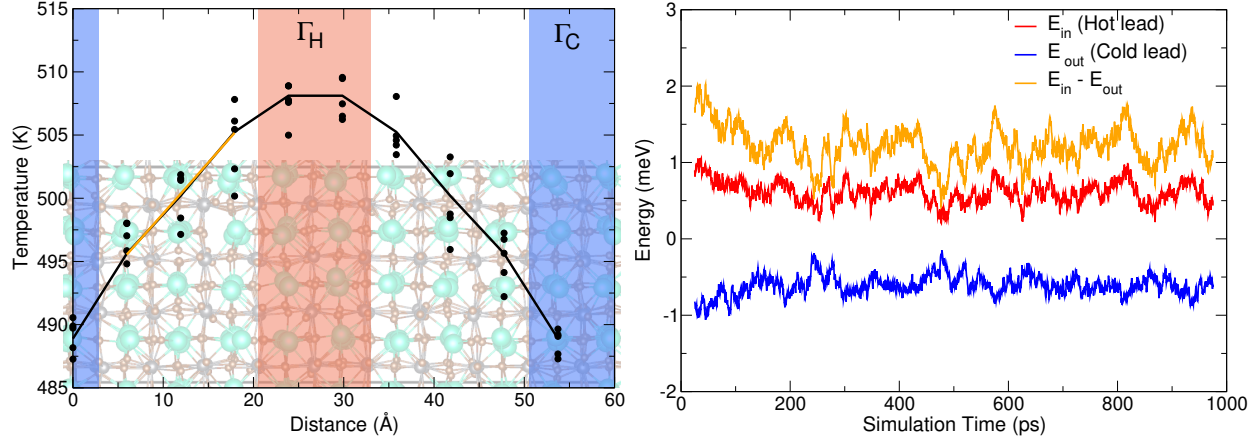 515
510
505
500
495
490
485
Temperature (K)
Γ_H
Γ_C
0 10 20 30 40 50 60
Distance (Å)
3
2
1
0
-1
-2
Energy (meV)
E_in (Hot lead)
E_out (Cold lead)
E_in - E_out
0 200 400 600 800 1000
Simulation Time (ps)